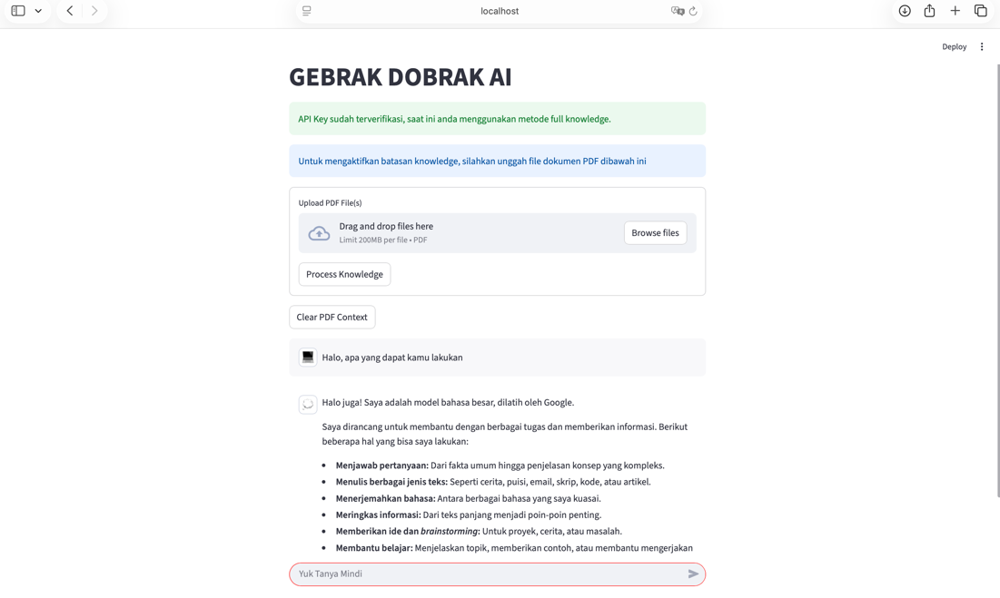 localhost
Deploy
GEBRAK DOBRAK AI
API Key sudah terverifikasi, saat ini anda menggunakan metode full knowledge.
Untuk mengaktifkan batasan knowledge, silahkan unggah file dokumen PDF dibawah ini
Upload PDF File(s)
Drag and drop files here
Limit 200MB per file • PDF
Browse files
Process Knowledge
Clear PDF Context
Halo, apa yang dapat kamu lakukan
Halo juga! Saya adalah model bahasa besar, dilatih oleh Google.
Saya dirancang untuk membantu dengan berbagai tugas dan memberikan informasi. Berikut
beberapa hal yang bisa saya lakukan:
• Menjawab pertanyaan: Dari fakta umum hingga penjelasan konsep yang kompleks.
• Menulis berbagai jenis teks: Seperti cerita, puisi, email, skrip, kode, atau artikel.
• Menerjemahkan bahasa: Antara berbagai bahasa yang saya kuasai.
• Meringkas informasi: Dari teks panjang menjadi poin-poin penting.
• Memberikan ide dan brainstorming: Untuk proyek, cerita, atau masalah.
• Membantu belajar: Menjelaskan topik, memberikan contoh, atau membantu mengerjakan
Yuk Tanya Mindi